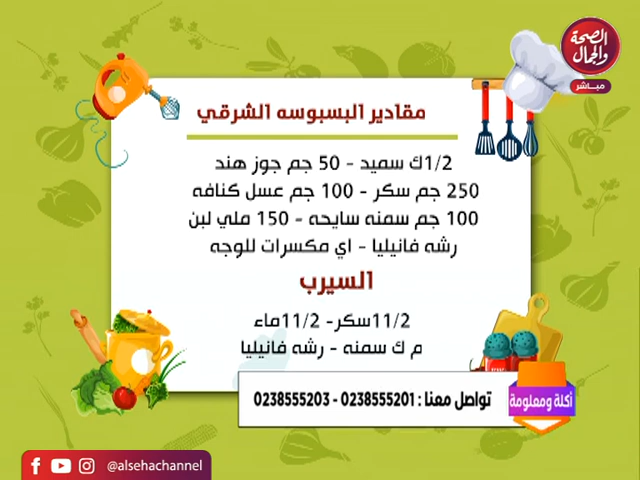 الصحة
والجمال
مباشر
مقادير البسبوسه الشرقي
1/2ك سميد - 50 جم جوز هند
250 جم سكر - 100 جم عسل كنافه
100 جم سمنه سايحه - 150 ملي لبن
رشه فانيليا - اي مكسرات للوجه
السيرب
11/2سكر- 11/2ماء
م ك سمنه - رشه فانيليا
تواصل معنا : 0238555201 - 0238555203
أكلة ومعلومة
@alsehachannel